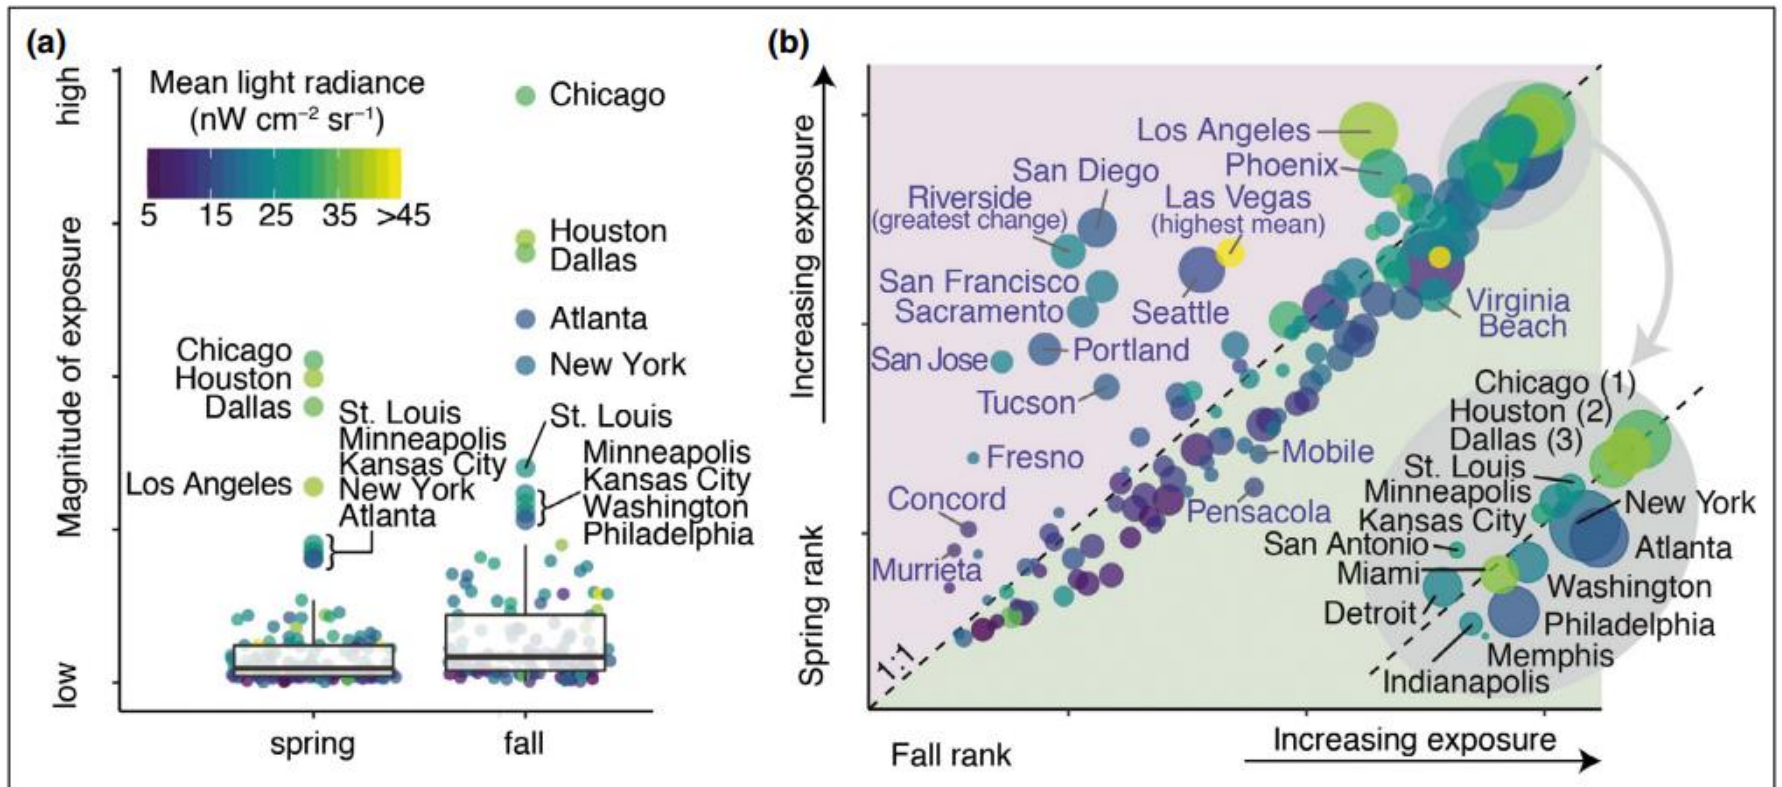 (a)
high
Mean light radiance
(nW cm⁻² sr⁻¹)
5 15 25 35 >45
Magnitude of exposure
low
Chicago
Houston
Dallas
Atlanta
New York
St. Louis
Minneapolis
Kansas City
Washington
Philadelphia
Chicago
Houston
Dallas
Los Angeles
St. Louis
Minneapolis
Kansas City
New York
Atlanta
spring
fall
(b)
Increasing exposure
Spring rank
Los Angeles
Phoenix
San Diego
Riverside
(greatest change)
Las Vegas
(highest mean)
San Francisco
Sacramento
Seattle
San Jose
Portland
Tucson
Virginia
Beach
Fresno
Mobile
Concord
Pensacola
Murrieta
1:1
Chicago (1)
Houston (2)
Dallas (3)
St. Louis
Minneapolis
Kansas City
New York
San Antonio
Atlanta
Miami
Washington
Detroit
Philadelphia
Memphis
Indianapolis
Fall rank
Increasing exposure